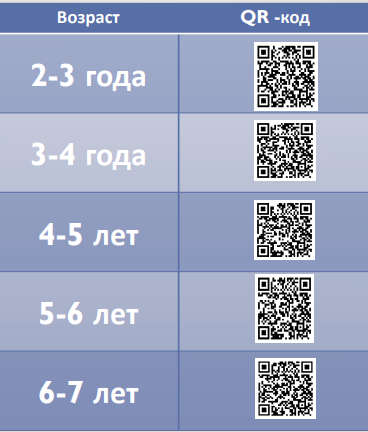 Возраст QR -код
2-3 года
3-4 года
4-5 лет
5-6 лет
6-7 лет